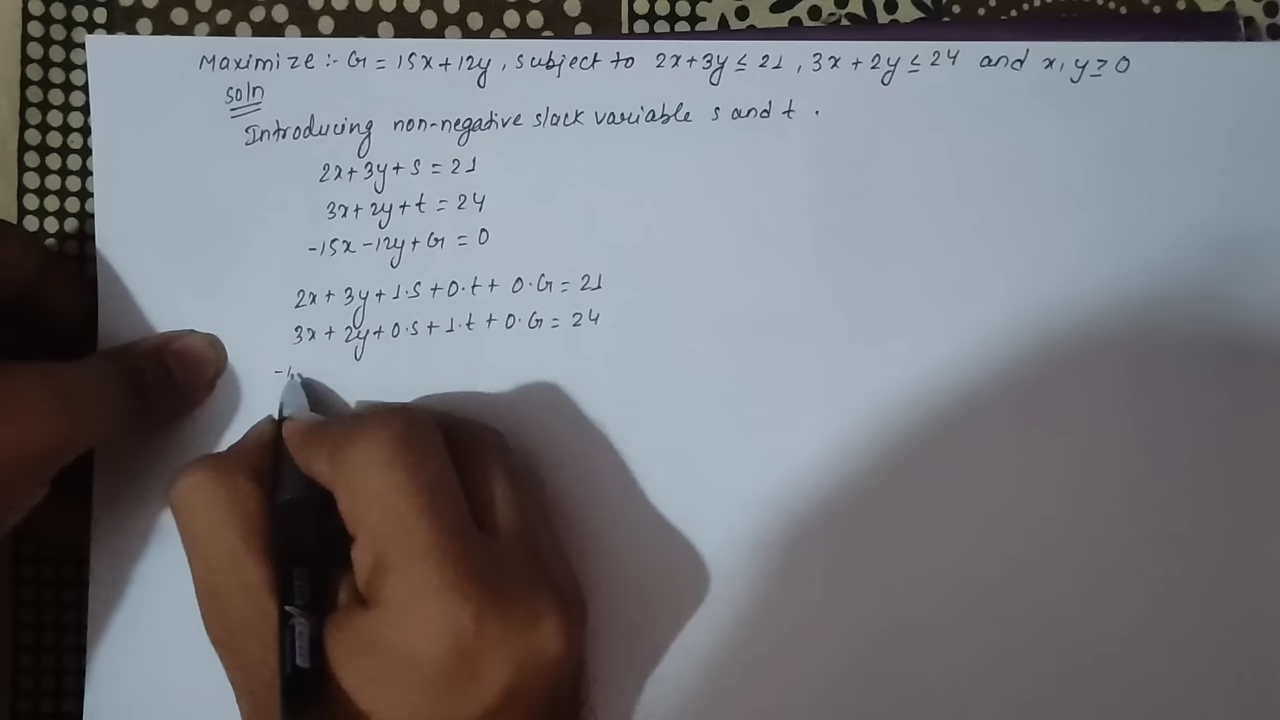 Maximize :- G = 15x+12y, subject to 2x+3y ≤ 21, 3x+2y ≤ 24 and x, y ≥ 0
Soln
Introducing non-negative slack variable s and t.
2x+3y+s = 21
3x+2y+t = 24
-15x-12y+G = 0
2x+3y+1·s+0·t+0·G = 21
3x+2y+0·s+1·t+0·G = 24